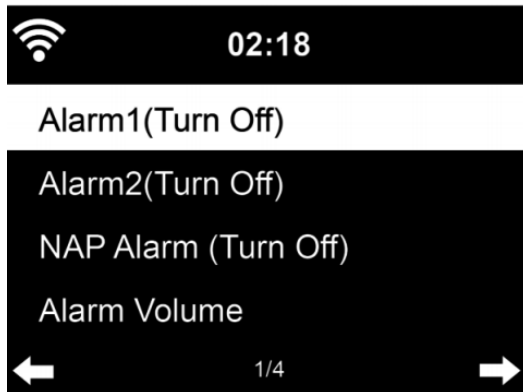 02:18
Alarm1(Turn Off)
Alarm2(Turn Off)
NAP Alarm (Turn Off)
Alarm Volume
1/4